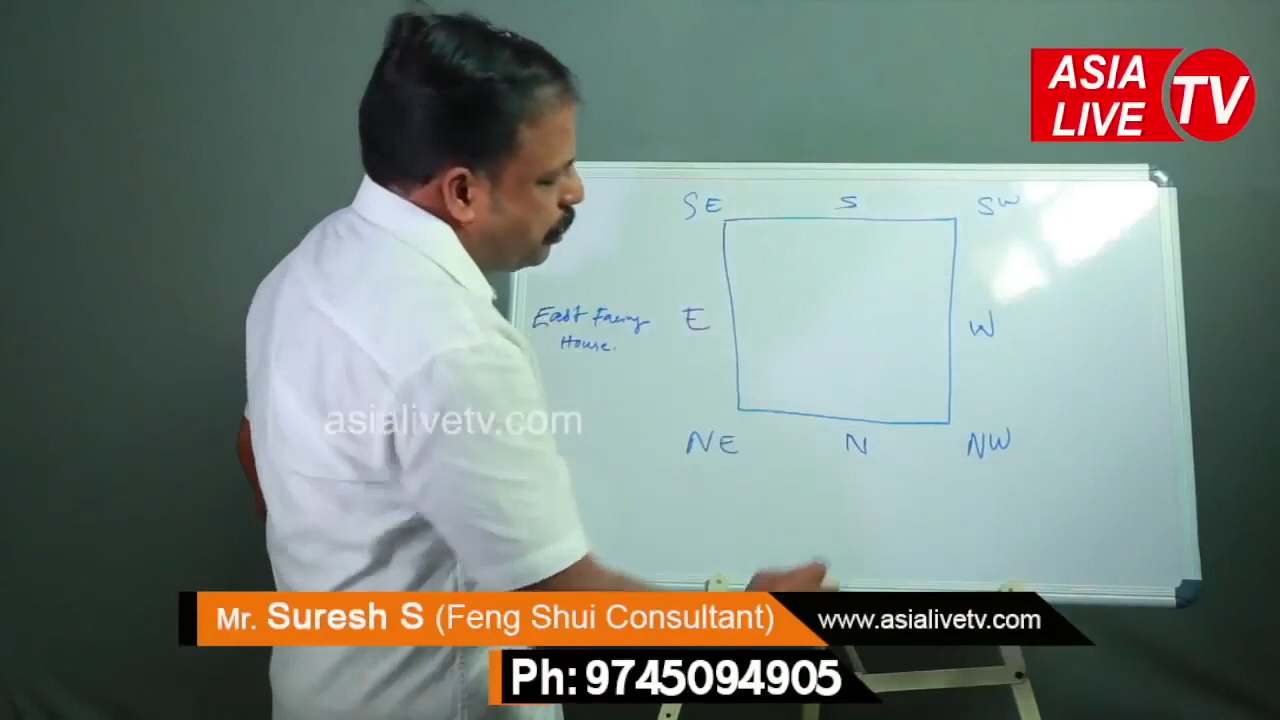 ASIA
LIVE
TV
SE S SW
East Facing
House.
E W
asialivetv.com
NE N NW
Mr. Suresh S (Feng Shui Consultant)
www.asialivetv.com
Ph: 9745094905